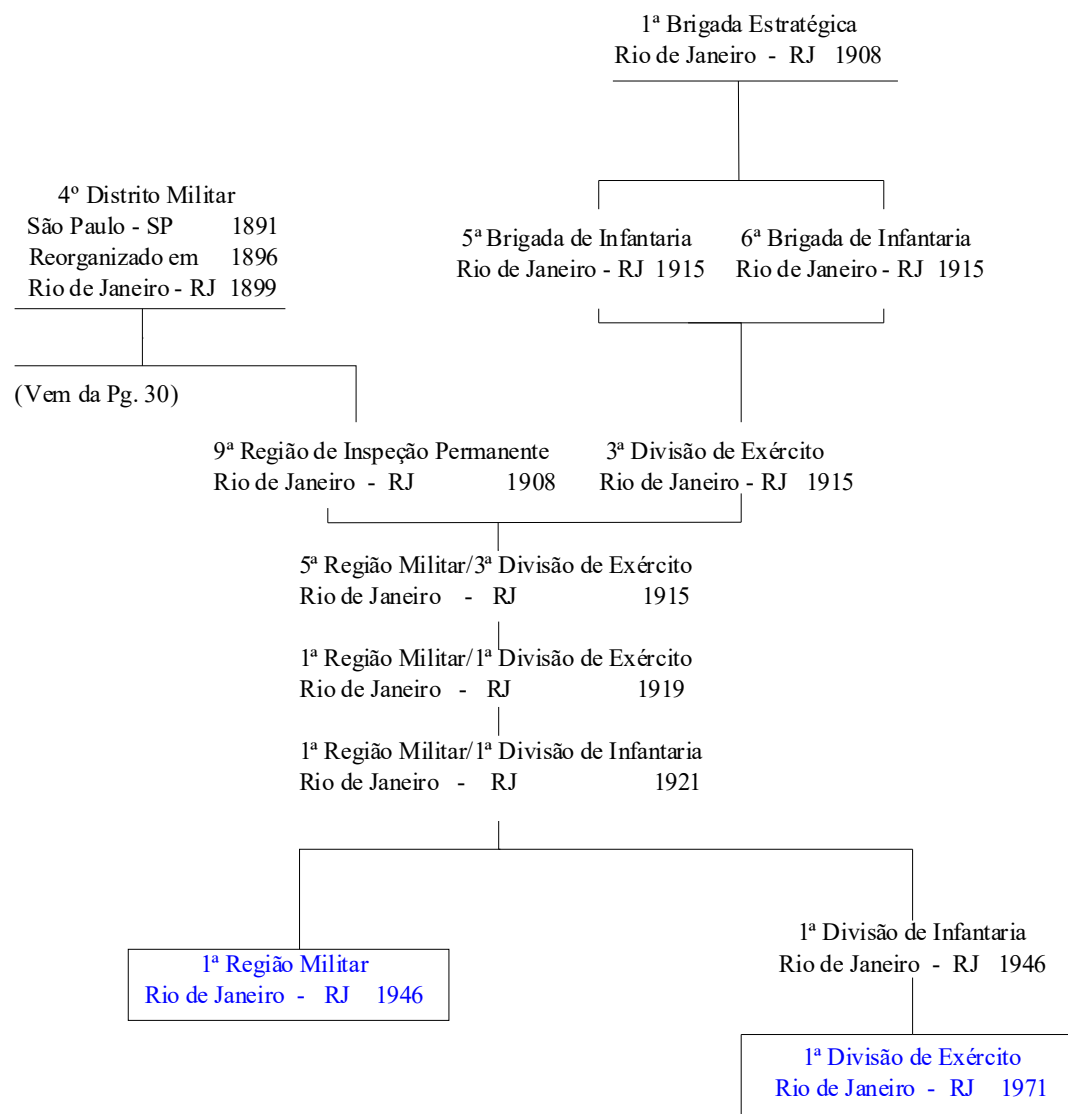 1ª Brigada Estratégica
Rio de Janeiro - RJ 1908
4º Distrito Militar
São Paulo - SP 1891
Reorganizado em 1896
Rio de Janeiro - RJ 1899
5ª Brigada de Infantaria
Rio de Janeiro - RJ 1915
6ª Brigada de Infantaria
Rio de Janeiro - RJ 1915
(Vem da Pg. 30)
9ª Região de Inspeção Permanente
Rio de Janeiro - RJ 1908
3ª Divisão de Exército
Rio de Janeiro - RJ 1915
5ª Região Militar/3ª Divisão de Exército
Rio de Janeiro - RJ 1915
1ª Região Militar/1ª Divisão de Exército
Rio de Janeiro - RJ 1919
1ª Região Militar/1ª Divisão de Infantaria
Rio de Janeiro - RJ 1921
1ª Região Militar
Rio de Janeiro - RJ 1946
1ª Divisão de Infantaria
Rio de Janeiro - RJ 1946
1ª Divisão de Exército
Rio de Janeiro - RJ 1971